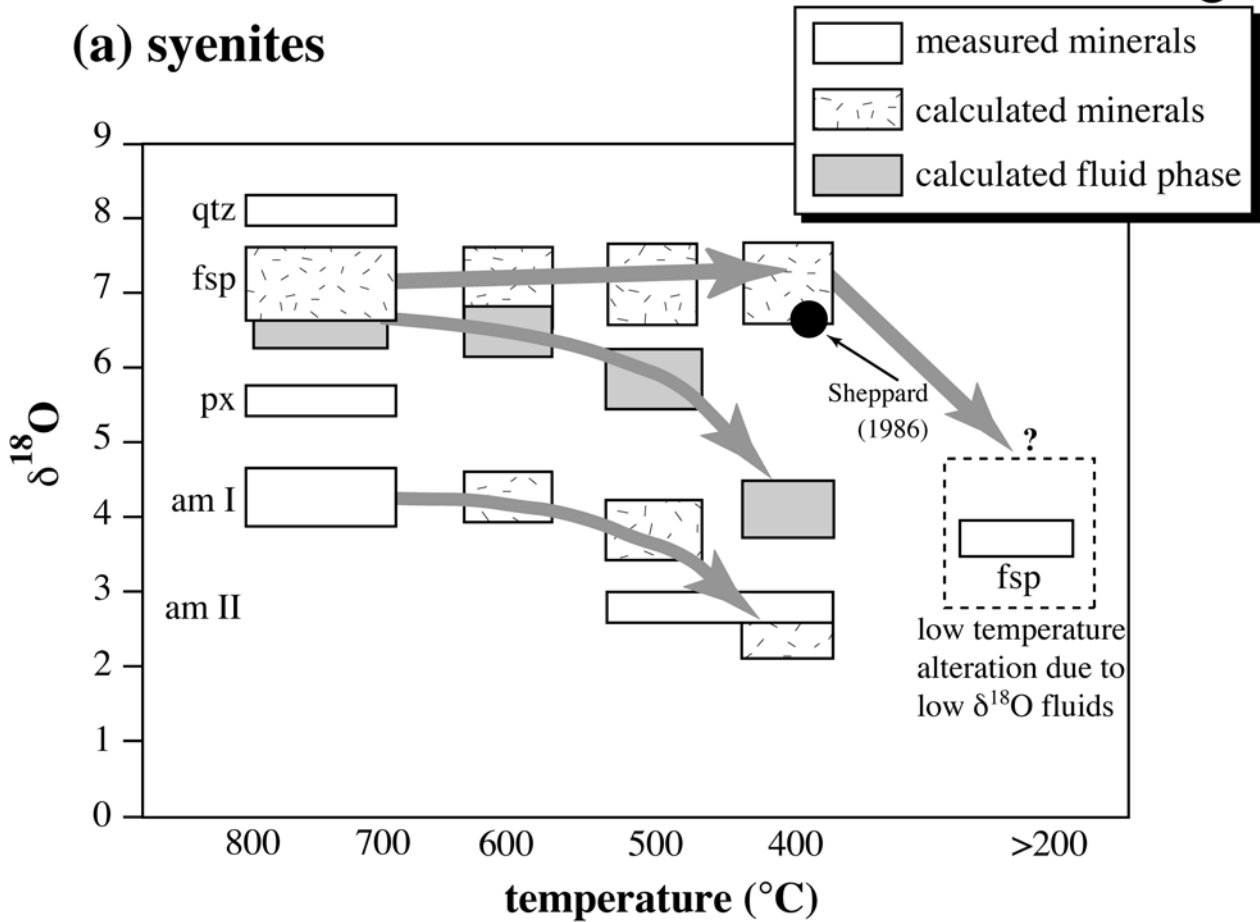 (a) syenites
measured minerals
calculated minerals
calculated fluid phase
9
8
7
6
5
4
3
2
1
0
δ¹⁸O
qtz
fsp
px
am I
am II
Sheppard
(1986)
?
fsp
low temperature
alteration due to
low δ¹⁸O fluids
800 700 600 500 400 >200
temperature (°C)